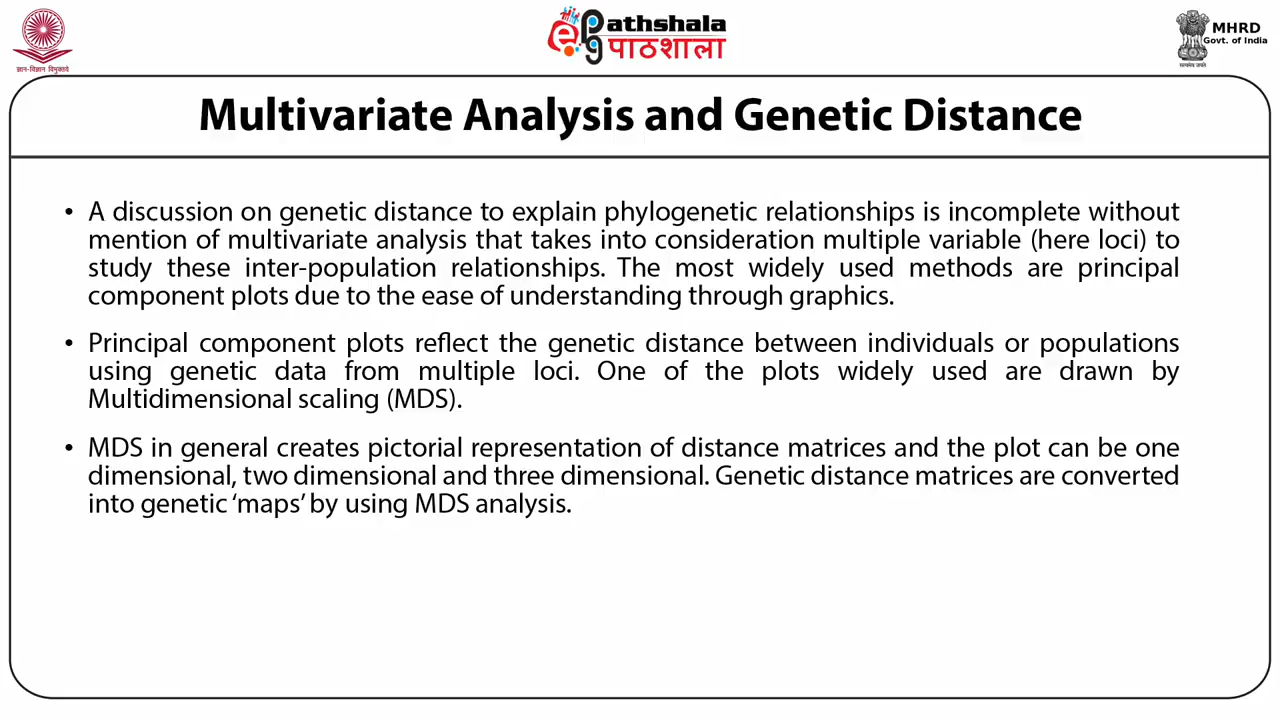 ज्ञान-विज्ञान विमुक्तये
ePG athshala
पाठशाला
MHRD
Govt. of India
सत्यमेव जयते
Multivariate Analysis and Genetic Distance
• A discussion on genetic distance to explain phylogenetic relationships is incomplete without
mention of multivariate analysis that takes into consideration multiple variable (here loci) to
study these inter-population relationships. The most widely used methods are principal
component plots due to the ease of understanding through graphics.
• Principal component plots reflect the genetic distance between individuals or populations
using genetic data from multiple loci. One of the plots widely used are drawn by
Multidimensional scaling (MDS).
• MDS in general creates pictorial representation of distance matrices and the plot can be one
dimensional, two dimensional and three dimensional. Genetic distance matrices are converted
into genetic ‘maps’ by using MDS analysis.